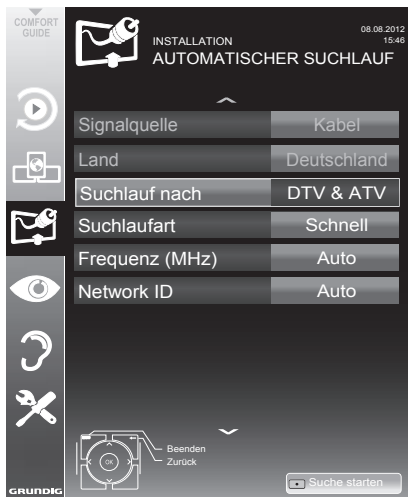 COMFORT
GUIDE
08.08.2012
15:46
INSTALLATION
AUTOMATISCHER SUCHLAUF
Signalquelle Kabel
Land Deutschland
Suchlauf nach DTV & ATV
Suchlaufart Schnell
Frequenz (MHz) Auto
Network ID Auto
Beenden
OK
Zurück
Suche starten
GRUNDIG